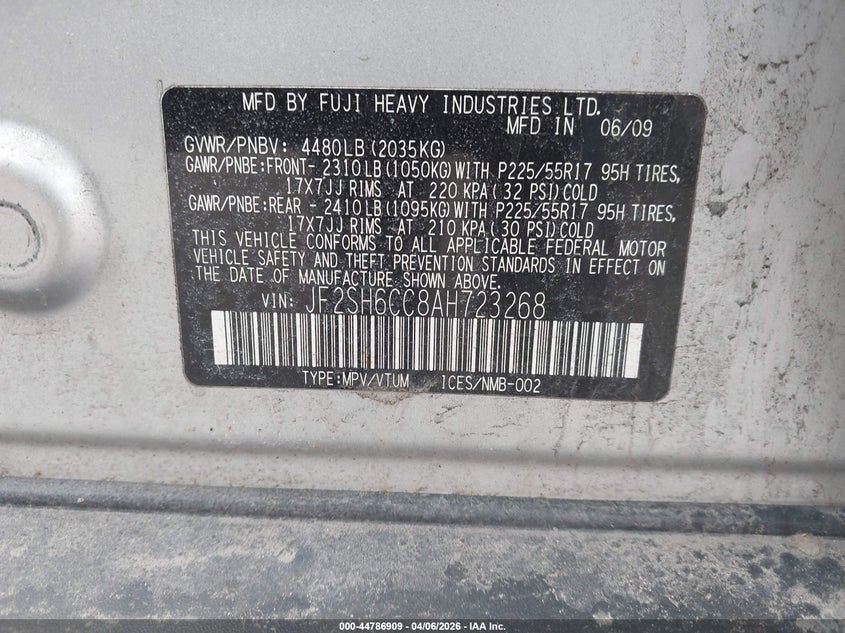 MFD BY FUJI HEAVY INDUSTRIES LTD.
MFD IN 06/09
GVWR/PNBV: 4480LB(2035KG)
GAWR/PNBE:FRONT- 2310LB(1050KG)WITH P225/55R17 95H TIRES,
17X7JJ RIMS AT 220 KPA(32 PSI)COLD
GAWR/PNBE:REAR - 2410LB(1095KG)WITH P225/55R17 95H TIRES,
17X7JJ RIMS AT 210 KPA(30 PSI)COLD
THIS VEHICLE CONFORMS TO ALL APPLICABLE FEDERAL MOTOR
VEHICLE SAFETY AND THEFT PREVENTION STANDARDS IN EFFECT ON
THE DATE OF MANUFACTURE SHOWN ABOVE.
VIN: JF2SH6CC8AH723268
TYPE:MPV/VTUM ICES/NMB-002
000-44786909 - 04/06/2026 - IAA Inc.